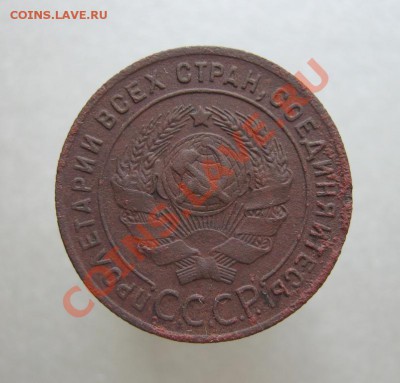 COINS.LAVE.RU
ПРОЛЕТАРИИ ВСЕХ СТРАН, СОЕДИНЯЙТЕСЬ!
С.С.С.Р.
COINS.LAVE.RU